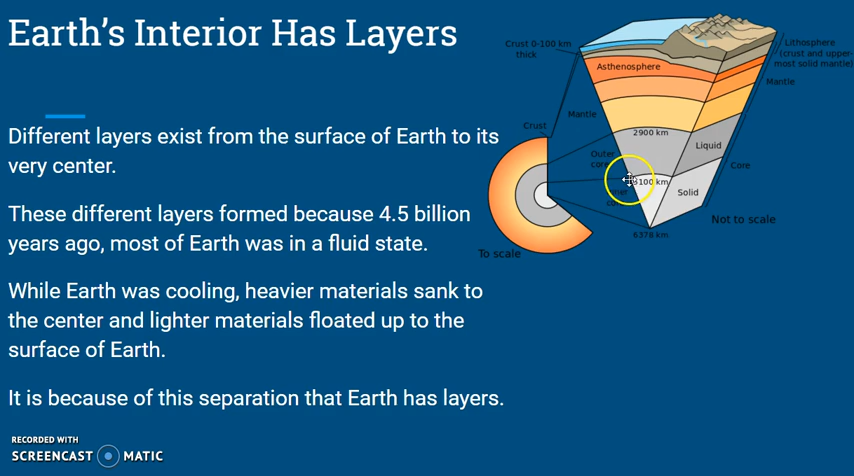 Earth's Interior Has Layers
Different layers exist from the surface of Earth to its
very center.
These different layers formed because 4.5 billion
years ago, most of Earth was in a fluid state.
While Earth was cooling, heavier materials sank to
the center and lighter materials floated up to the
surface of Earth.
It is because of this separation that Earth has layers.
Crust 0-100 km
thick
Asthenosphere
Lithosphere
(crust and upper-
most solid mantle)
Mantle
Mantle
Crust
2900 km
Outer
core
Liquid
Core
Solid
6378 km
Not to scale
To scale
RECORDED WITH
SCREENCAST MATIC